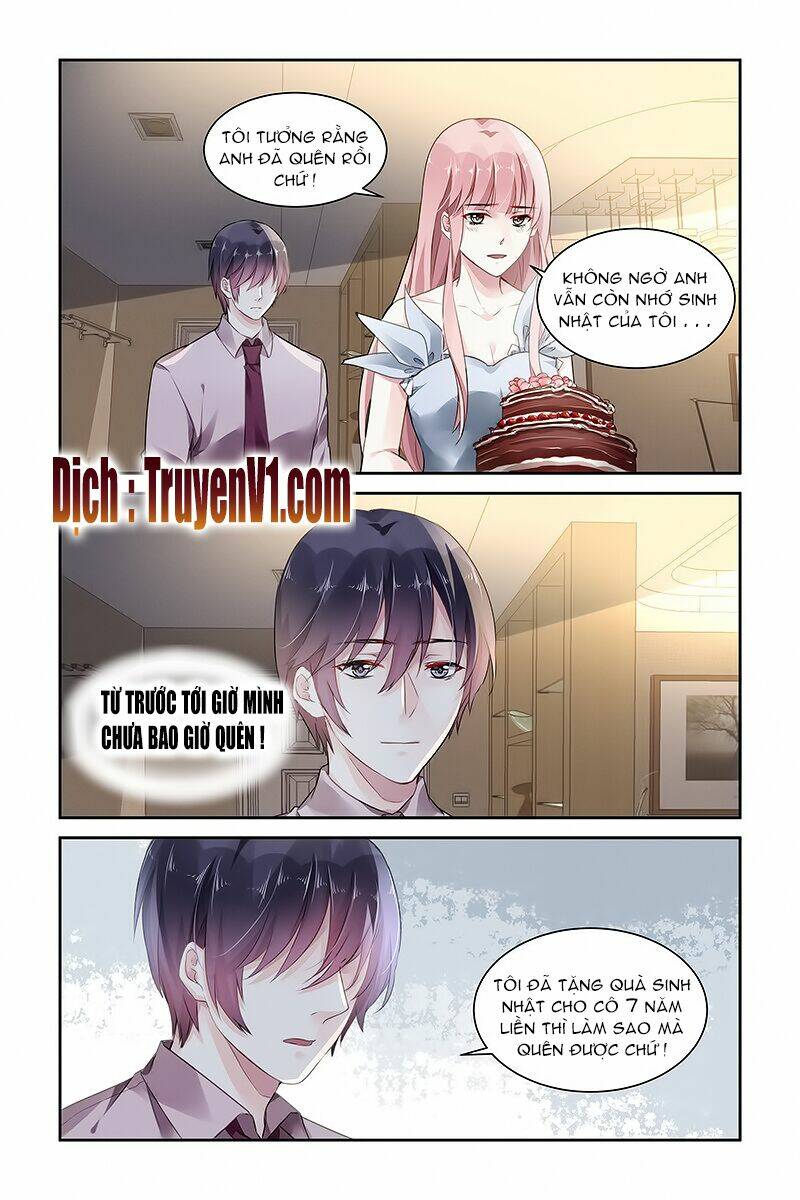 TÔI TƯỞNG RẰNG
ANH ĐÃ QUÊN RỒI
CHỨ!
KHÔNG NGỜ ANH
VẪN CÒN NHỚ SINH
NHẬT CỦA TÔI . . .
Dịch : TruyenV1.com
TỪ TRƯỚC TỚI GIỜ MÌNH
CHƯA BAO GIỜ QUÊN !
TÔI ĐÃ TẶNG QUÀ SINH
NHẬT CHO CÔ 7 NĂM
LIỀN THÌ LÀM SAO MÀ
QUÊN ĐƯỢC CHỨ!